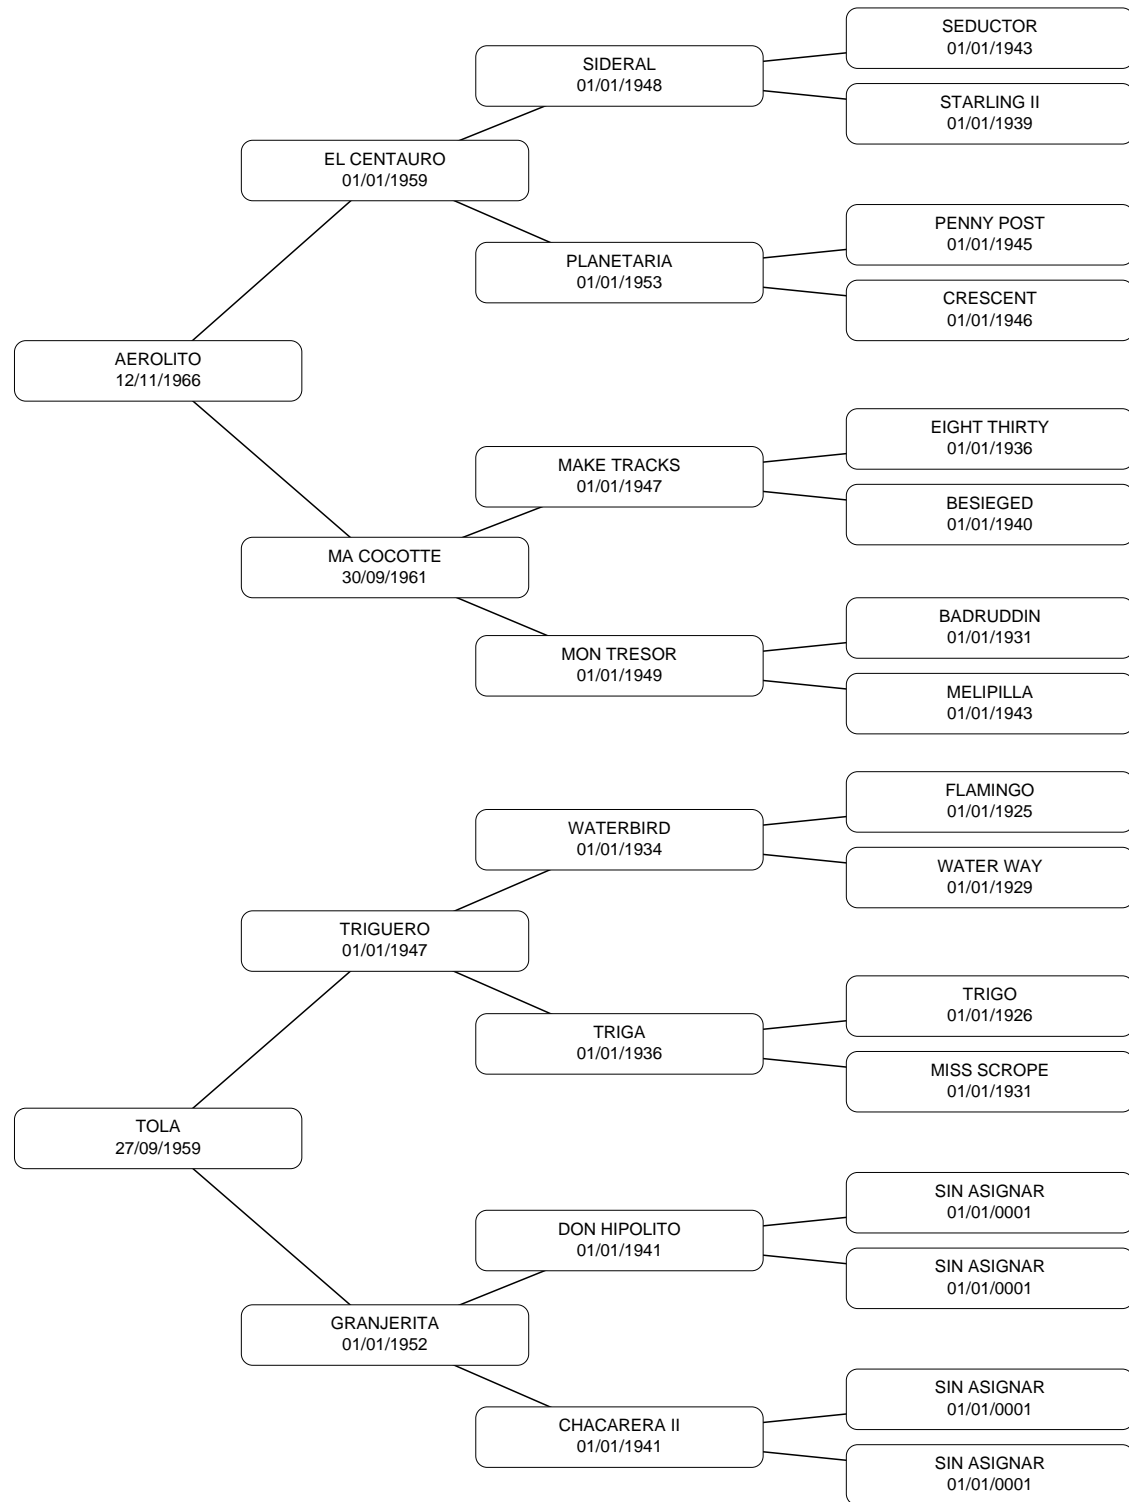 SEDUCTOR
01/01/1943
SIDERAL
01/01/1948
STARLING II
01/01/1939
EL CENTAURO
01/01/1959
PENNY POST
01/01/1945
PLANETARIA
01/01/1953
CRESCENT
01/01/1946
AEROLITO
12/11/1966
EIGHT THIRTY
01/01/1936
MAKE TRACKS
01/01/1947
BESIEGED
01/01/1940
MA COCOTTE
30/09/1961
BADRUDDIN
01/01/1931
MON TRESOR
01/01/1949
MELIPILLA
01/01/1943
FLAMINGO
01/01/1925
WATERBIRD
01/01/1934
WATER WAY
01/01/1929
TRIGUERO
01/01/1947
TRIGO
01/01/1926
TRIGA
01/01/1936
MISS SCROPE
01/01/1931
TOLA
27/09/1959
SIN ASIGNAR
01/01/0001
DON HIPOLITO
01/01/1941
SIN ASIGNAR
01/01/0001
GRANJERITA
01/01/1952
SIN ASIGNAR
01/01/0001
CHACARERA II
01/01/1941
SIN ASIGNAR
01/01/0001